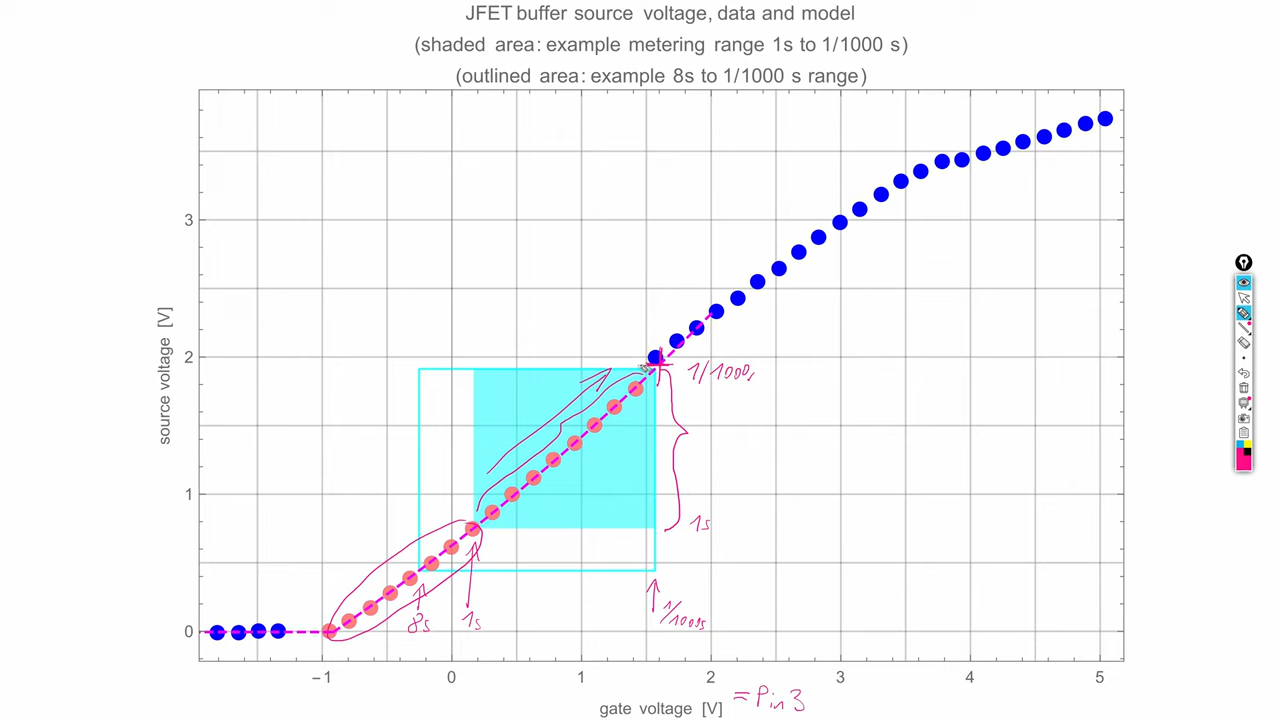 JFET buffer source voltage, data and model
(shaded area: example metering range 1s to 1/1000 s)
(outlined area: example 8s to 1/1000 s range)
source voltage [V]
3
2
1
0
1/1000s
1s
8s
1s
1/1000s
−1
0
1
2
3
4
5
gate voltage [V]
= Pin 3